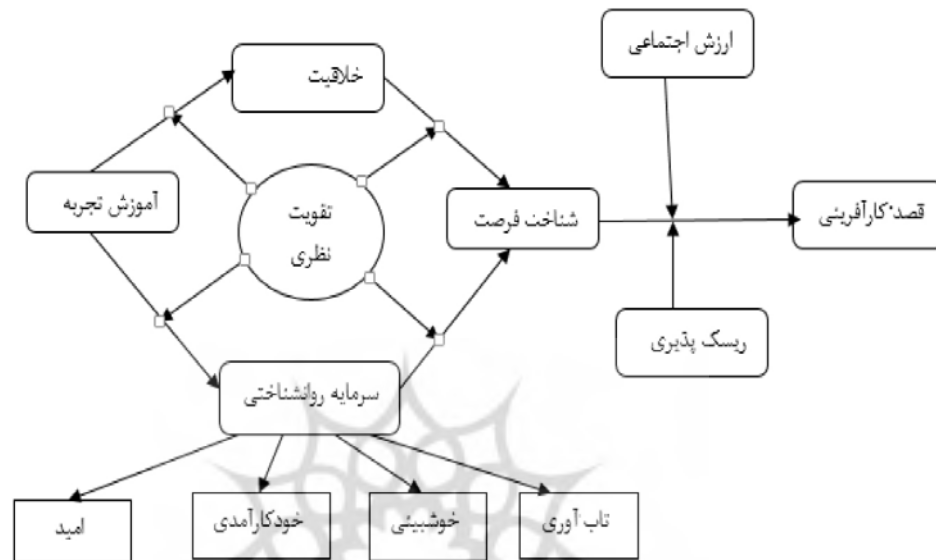 ارزش اجتماعی
خلاقیت
آموزش تجربه
تقویت
نظری
شناخت فرصت
قصد کارآفرینی
ریسک پذیری
سرمایه روانشناختی
تاب آوری
خوشبینی
خودکارآمدی
امید